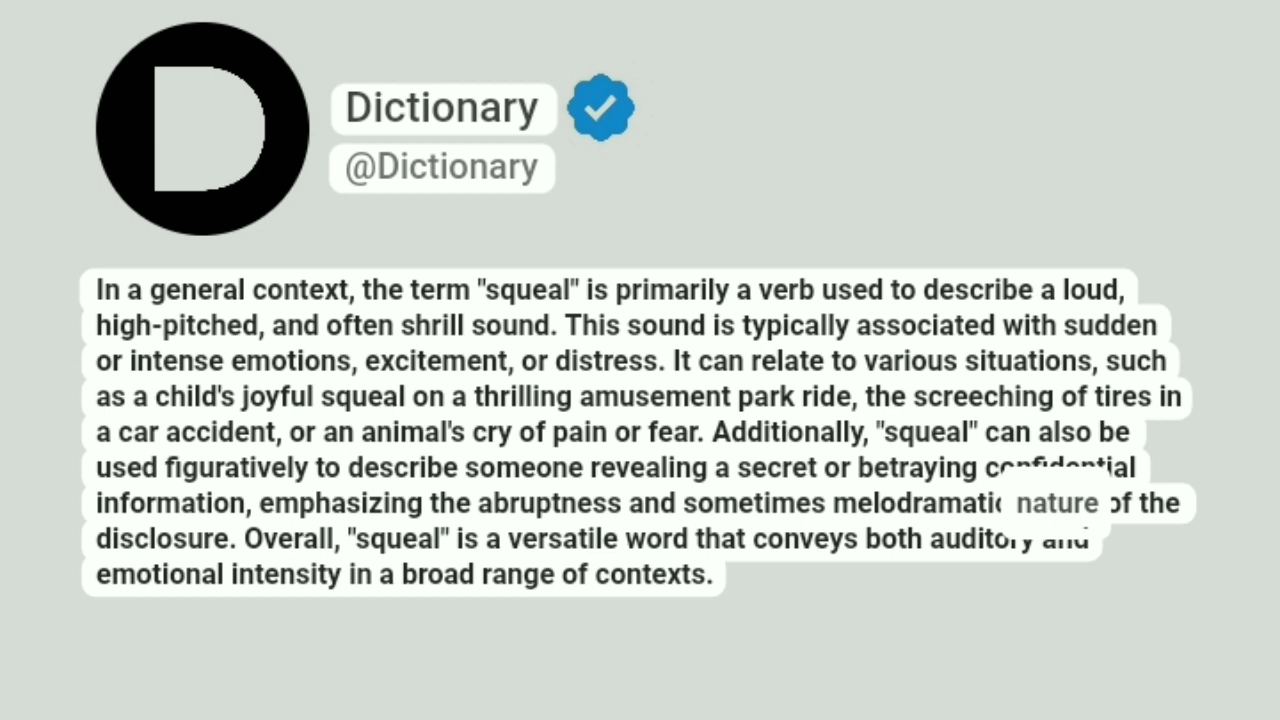 D
Dictionary
@Dictionary
In a general context, the term "squeal" is primarily a verb used to describe a loud,
high-pitched, and often shrill sound. This sound is typically associated with sudden
or intense emotions, excitement, or distress. It can relate to various situations, such
as a child's joyful squeal on a thrilling amusement park ride, the screeching of tires in
a car accident, or an animal's cry of pain or fear. Additionally, "squeal" can also be
used figuratively to describe someone revealing a secret or betraying confidential
information, emphasizing the abruptness and sometimes melodramatic nature of the
disclosure. Overall, "squeal" is a versatile word that conveys both auditory and
emotional intensity in a broad range of contexts.